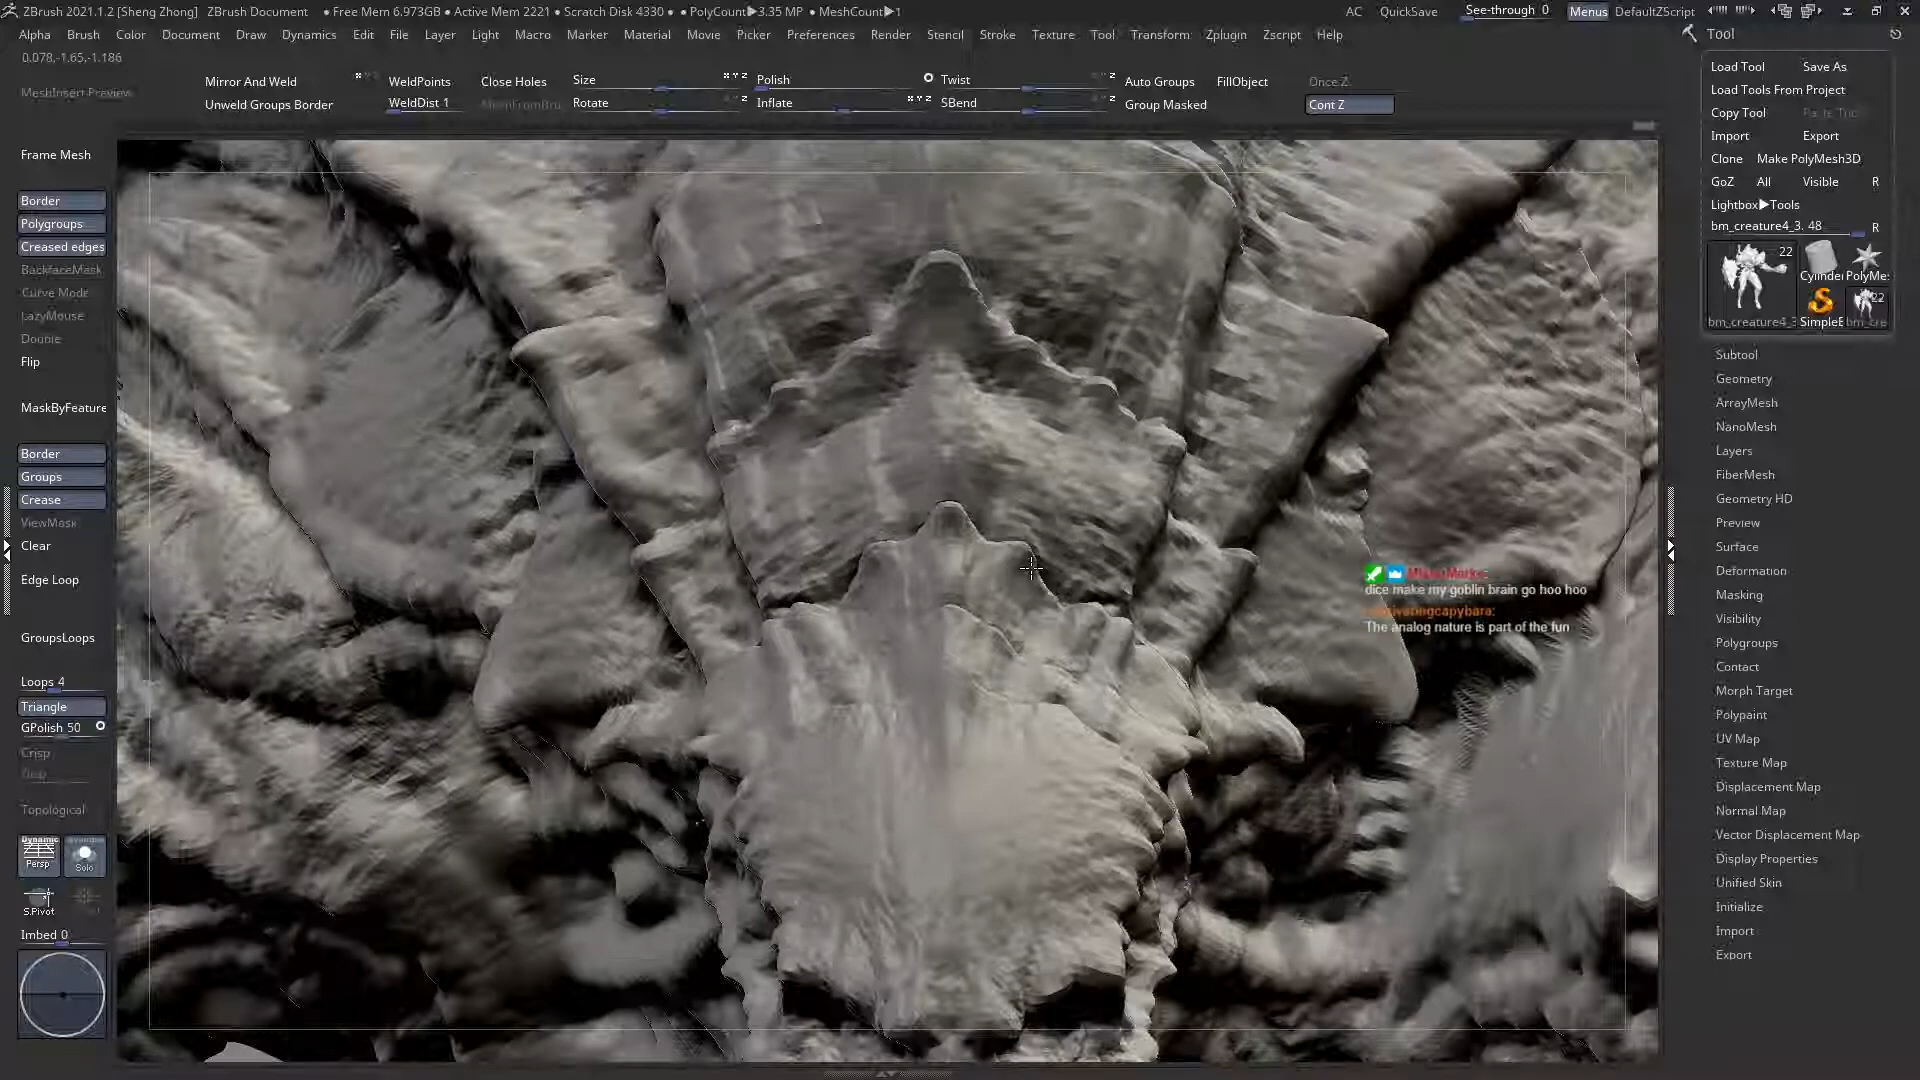 ZBrush 2021.1.2 [Sheng Zhong] ZBrush Document • Free Mem 6.973GB • Active Mem 2221 • Scratch Disk 4330 • • PolyCount▶3.35 MP • MeshCount▶1 AC QuickSave See-through 0 Menus DefaultZScript
Alpha Brush Color Document Draw Dynamics Edit File Layer Light Macro Marker Material Movie Picker Preferences Render Stencil Stroke Texture Tool Transform Zplugin Zscript Help
Tool
0.078,-1.65,-1.186
MeshInsert Preview
Mirror And Weld WeldPoints Close Holes Size Polish Twist Auto Groups FillObject Once Z
Unweld Groups Border WeldDist 1 Rotate Inflate SBend Group Masked Cont Z
Frame Mesh
Border
Polygroups
Creased edges
BackfaceMask
Curve Mode
LazyMouse
Double
Flip
MaskByFeature
Border
Groups
Crease
ViewMask
Clear
Edge Loop
GroupsLoops
Loops 4
Triangle
GPolish 50
Crisp
Topological
Dynamic
Persp Solo
S.Pivot
Imbed 0
dice make my goblin brain go hoo hoo
The analog nature is part of the fun
Load Tool Save As
Load Tools From Project
Copy Tool
Import Export
Clone Make PolyMesh3D
GoZ All Visible R
Lightbox▶Tools
bm_creature4_3. 48 R
22
Cylinder PolyMes
22
bm_creature4_3 SimpleE bm_cre
Subtool
Geometry
ArrayMesh
NanoMesh
Layers
FiberMesh
Geometry HD
Preview
Surface
Deformation
Masking
Visibility
Polygroups
Contact
Morph Target
Polypaint
UV Map
Texture Map
Displacement Map
Normal Map
Vector Displacement Map
Display Properties
Unified Skin
Initialize
Import
Export